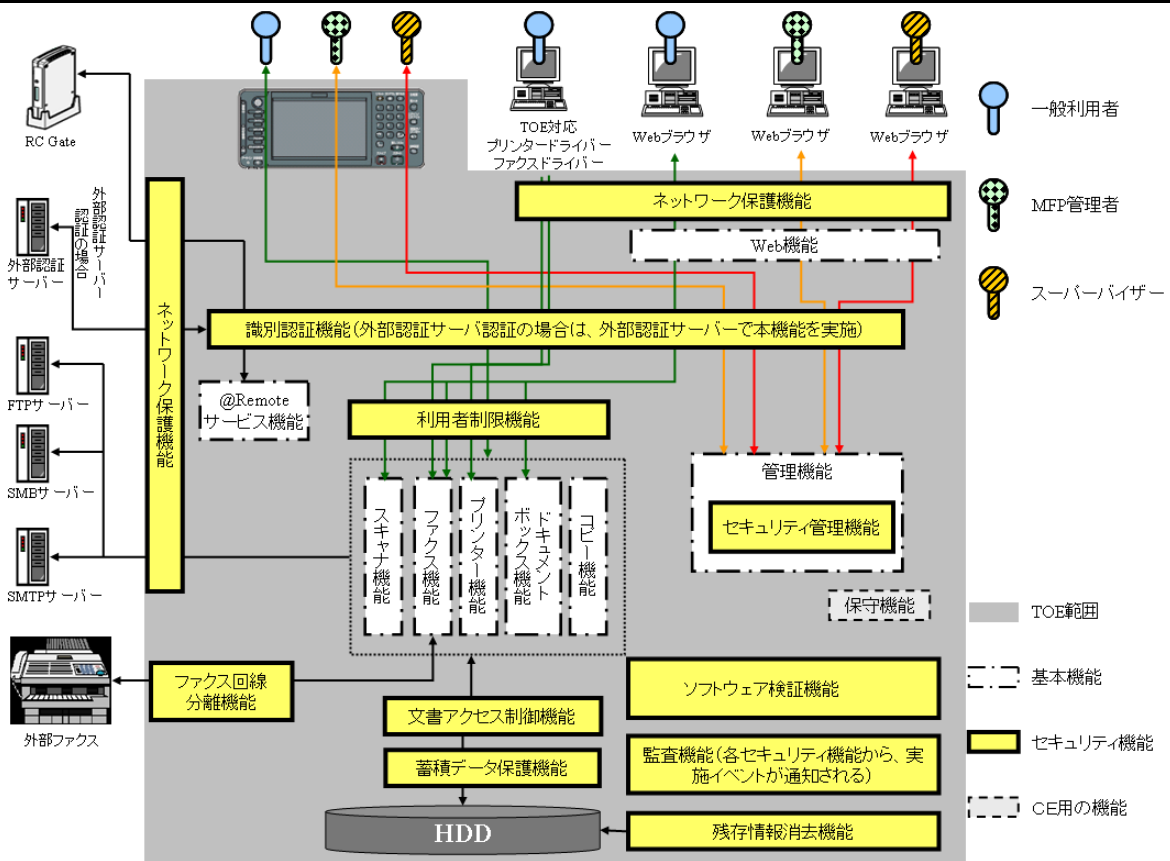 RC Gate
外部認証
サーバー
外部認証サーバー
認証の場合
FTPサーバー
SMBサーバー
SMTPサーバー
外部ファクス
TOE対応
プリンタードライバー
ファクスドライバー
Webブラウザ
Webブラウザ
Webブラウザ
ネットワーク保護機能
Web機能
ネットワーク保護機能
識別認証機能(外部認証サーバ認証の場合は、外部認証サーバーで本機能を実施)
@Remote
サービス機能
利用者制限機能
スキャナ機能
ファクス機能
プリンター機能
ドキュメント
ボックス機能
コピー機能
管理機能
セキュリティ管理機能
保守機能
ファクス回線
分離機能
文書アクセス制御機能
蓄積データ保護機能
HDD
ソフトウェア検証機能
監査機能(各セキュリティ機能から、実
施イベントが通知される)
残存情報消去機能
一般利用者
MFP管理者
スーパーバイザー
TOE範囲
基本機能
セキュリティ機能
CE用の機能